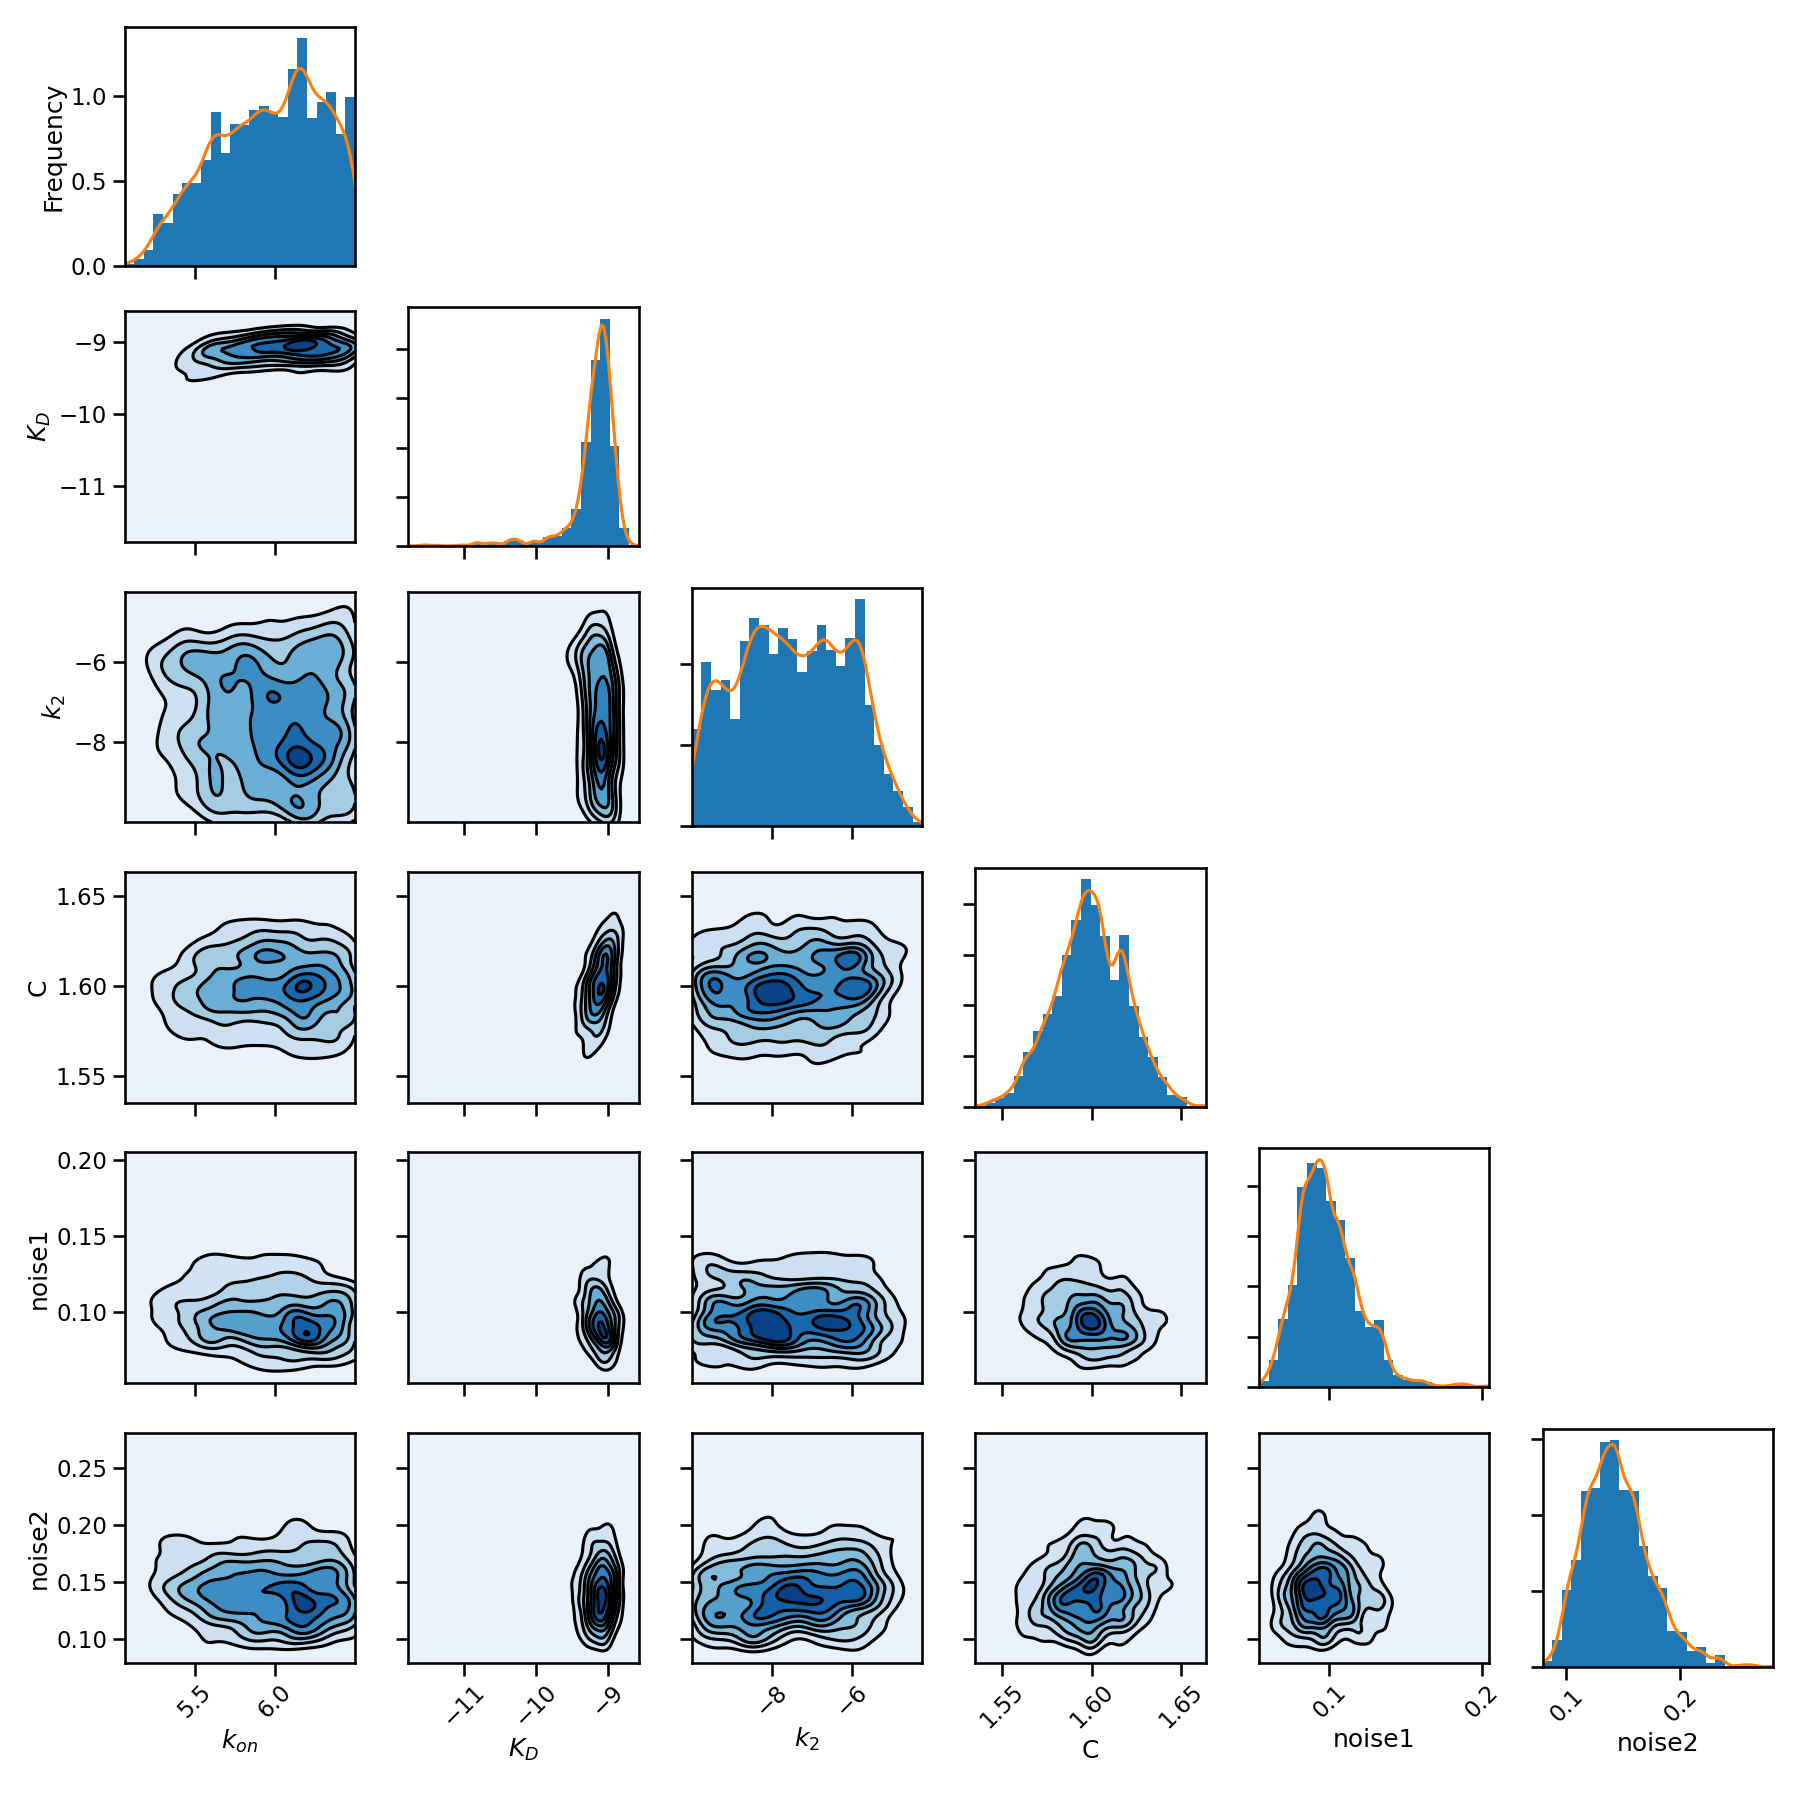 Frequency
1.0
0.5
0.0
K_D
−9
−10
−11
k_2
−6
−8
C
1.65
1.60
1.55
noise1
0.20
0.15
0.10
noise2
0.25
0.20
0.15
0.10
5.5 6.0 −11 −10 −9 −8 −6 1.55 1.60 1.65 0.1 0.2 0.1 0.2
k_on K_D k_2 C noise1 noise2